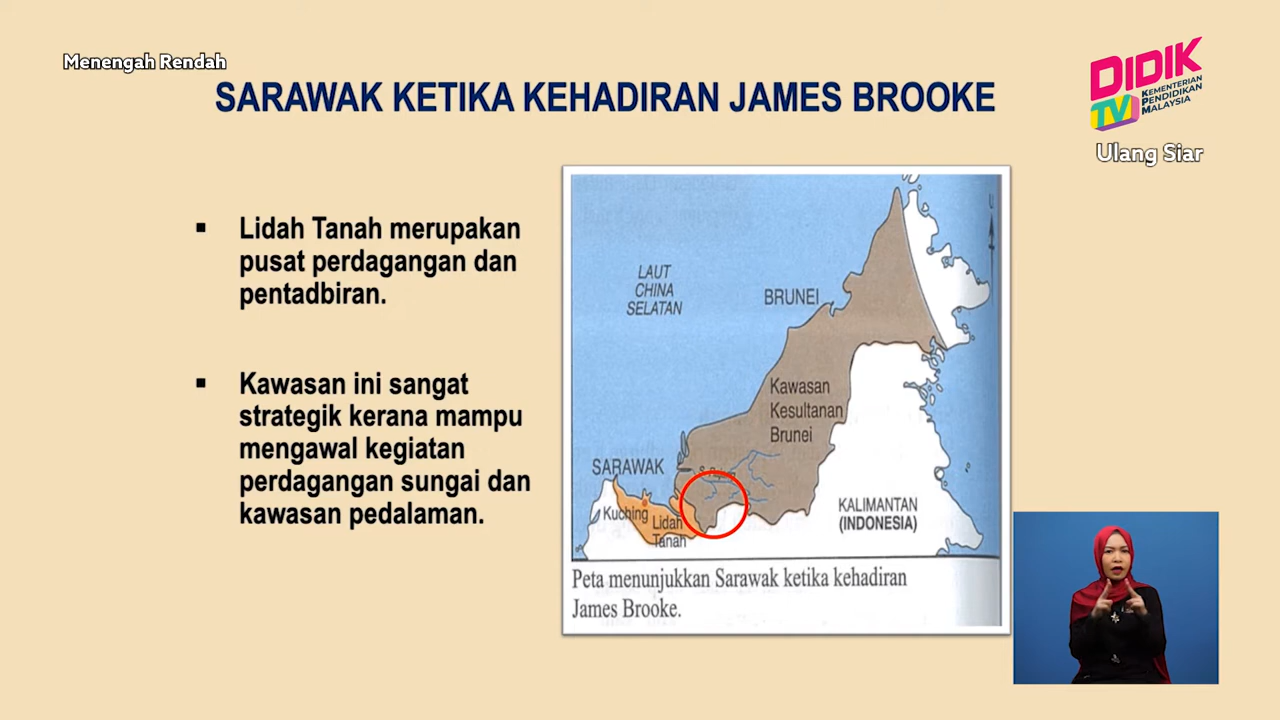 Menengah Rendah
SARAWAK KETIKA KEHADIRAN JAMES BROOKE
DIDIK
TV
KEMENTERIAN
PENDIDIKAN
MALAYSIA
Ulang Siar
Lidah Tanah merupakan
pusat perdagangan dan
pentadbiran.
Kawasan ini sangat
strategik kerana mampu
mengawal kegiatan
perdagangan sungai dan
kawasan pedalaman.
U
LAUT
CHINA
SELATAN
BRUNEI
Kawasan
Kesultanan
Brunei
SARAWAK
Kuching
Lidah
Tanah
KALIMANTAN
(INDONESIA)
Peta menunjukkan Sarawak ketika kehadiran
James Brooke.